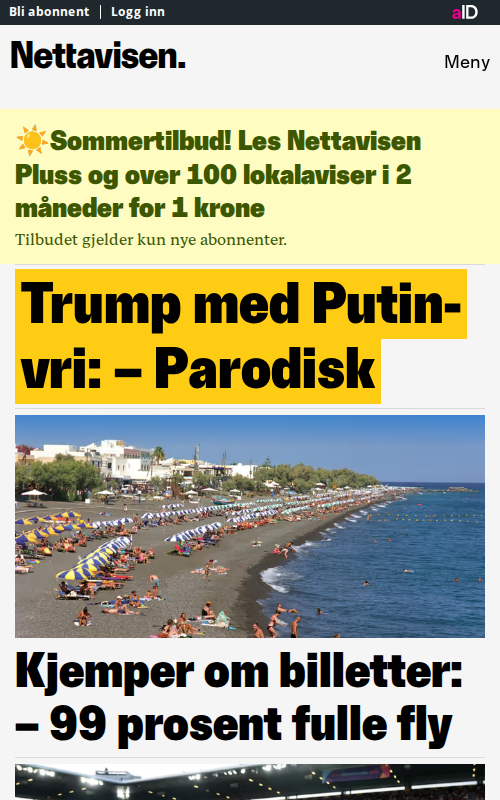 Bli abonnent
Logg inn
aID
Nettavisen.
Meny
Sommertilbud! Les Nettavisen
Pluss og over 100 lokalaviser i 2
måneder for 1 krone
Tilbudet gjelder kun nye abonnenter.
Trump med Putin-
vri: – Parodisk
Kjemper om billetter:
– 99 prosent fulle fly